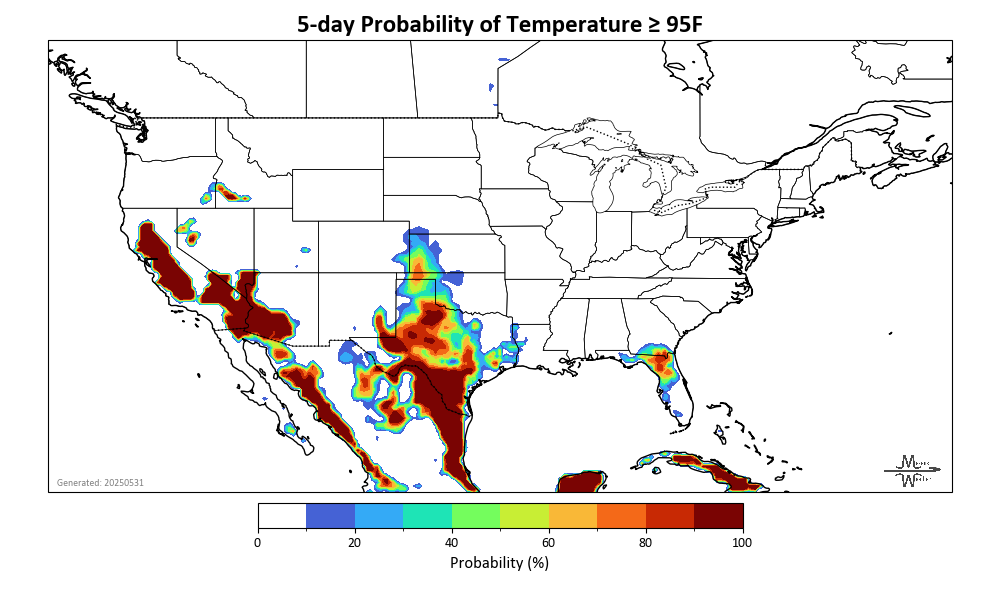 5-day Probability of Temperature ≥ 95F
Generated: 20250531
0 20 40 60 80 100
Probability (%)